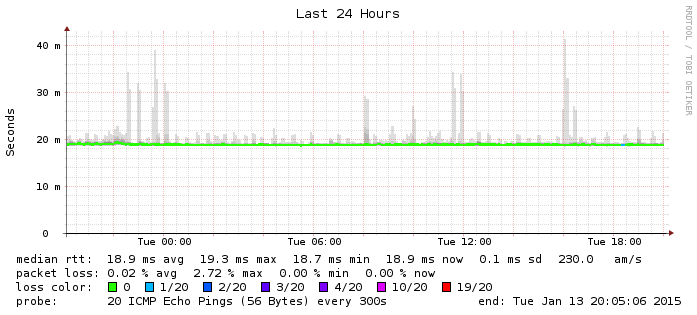 Last 24 Hours
RRDTOOL / TOBI OETIKER
Seconds
40 m
30 m
20 m
10 m
0
Tue 00:00 Tue 06:00 Tue 12:00 Tue 18:00
median rtt: 18.9 ms avg 19.3 ms max 18.7 ms min 18.9 ms now 0.1 ms sd 230.0 am/s
packet loss: 0.02 % avg 2.72 % max 0.00 % min 0.00 % now
loss color: 0 1/20 2/20 3/20 4/20 10/20 19/20
probe: 20 ICMP Echo Pings (56 Bytes) every 300s end: Tue Jan 13 20:05:06 2015